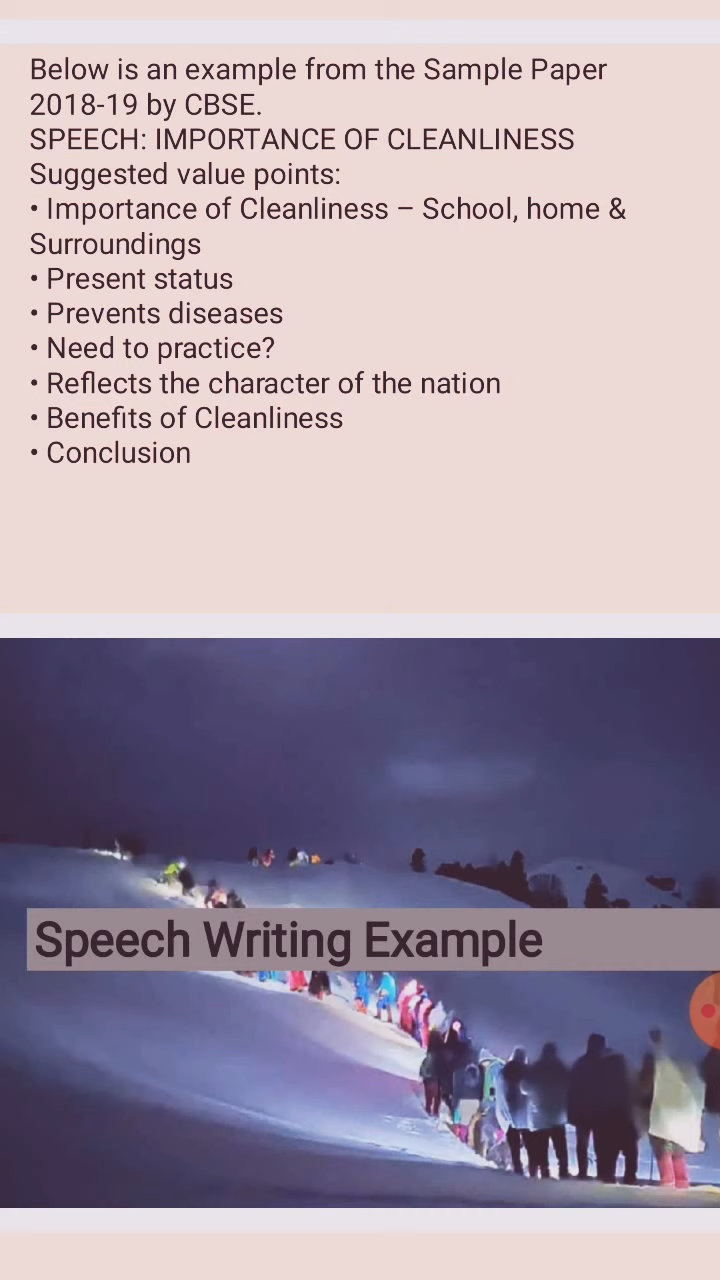 Below is an example from the Sample Paper
2018-19 by CBSE.
SPEECH: IMPORTANCE OF CLEANLINESS
Suggested value points:
• Importance of Cleanliness – School, home &
Surroundings
• Present status
• Prevents diseases
• Need to practice?
• Reflects the character of the nation
• Benefits of Cleanliness
• Conclusion
Speech Writing Example